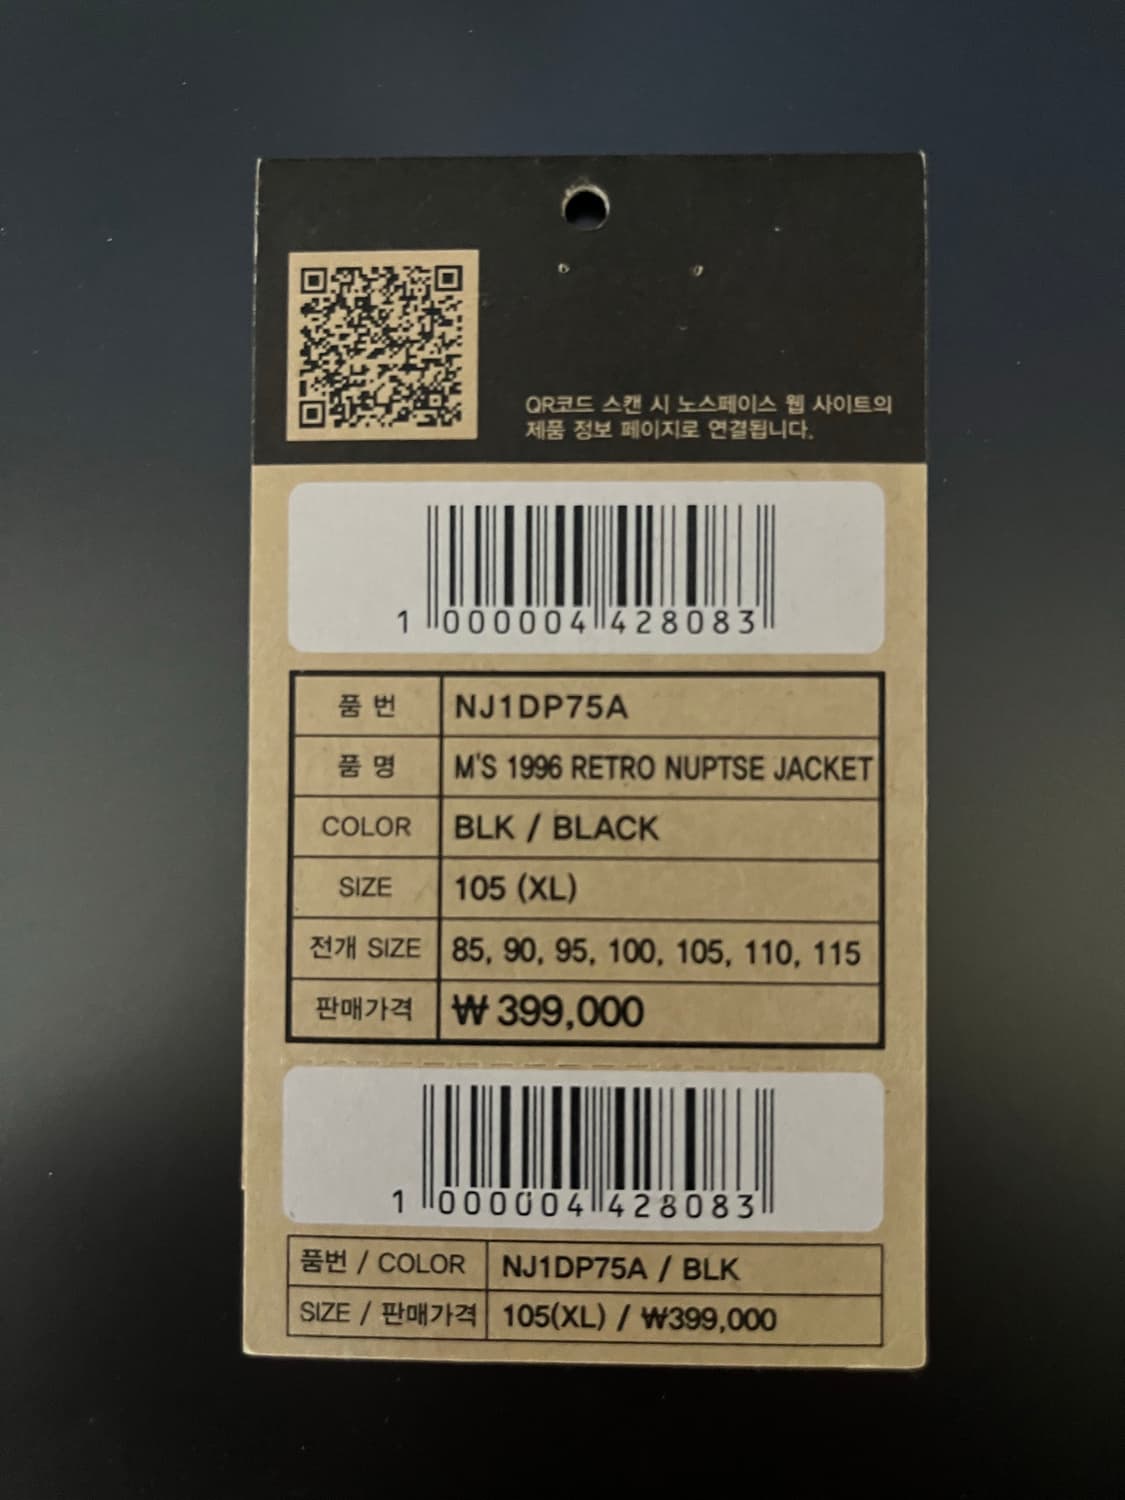 QR코드 스캔 시 노스페이스 웹 사이트의
제품 정보 페이지로 연결됩니다.
1 000004 428083
품 번 NJ1DP75A
품 명 M'S 1996 RETRO NUPTSE JACKET
COLOR BLK / BLACK
SIZE 105 (XL)
전개 SIZE 85, 90, 95, 100, 105, 110, 115
판매가격 ₩ 399,000
1 000004 428083
품번 / COLOR NJ1DP75A / BLK
SIZE / 판매가격 105(XL) / ₩399,000